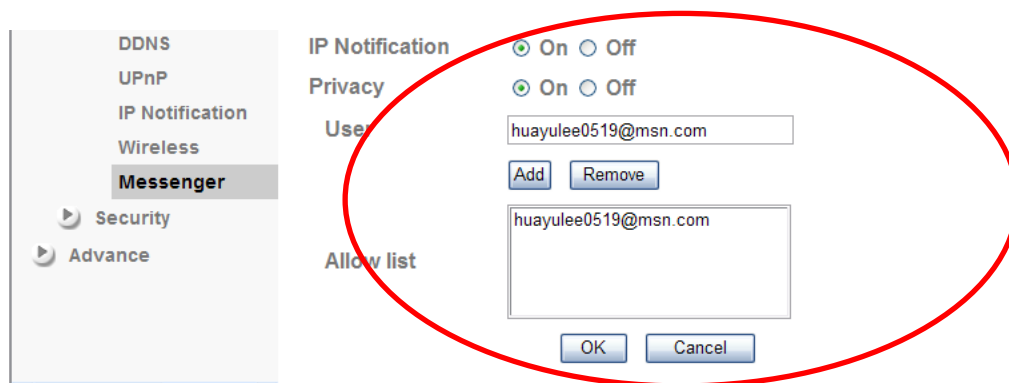 DDNS
UPnP
IP Notification
Wireless
Messenger
Security
Advance
IP Notification On Off
Privacy On Off
User huayulee0519@msn.com
Add Remove
huayulee0519@msn.com
Allow list
OK Cancel